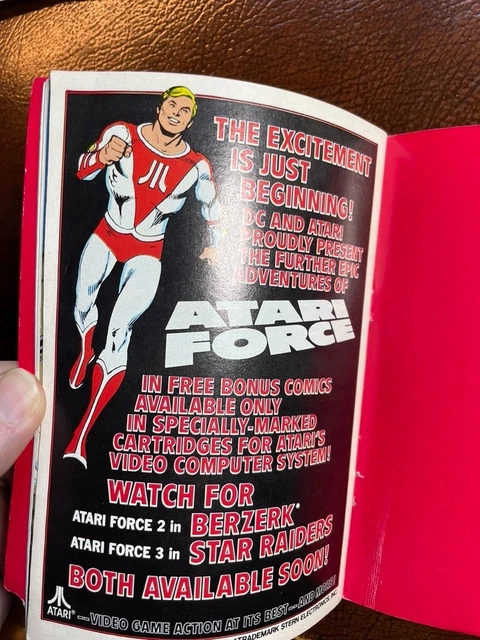 THE EXCITEMENT
IS JUST
BEGINNING!
DC AND ATARI
PROUDLY PRESENT
THE FURTHER EPIC
ADVENTURES OF
ATARI
FORCE
IN FREE BONUS COMICS
AVAILABLE ONLY
IN SPECIALLY-MARKED
CARTRIDGES FOR ATARI'S
VIDEO COMPUTER SYSTEM!
WATCH FOR
ATARI FORCE 2 in BERZERK*
ATARI FORCE 3 in STAR RAIDERS
BOTH AVAILABLE SOON!
ATARI® —VIDEO GAME ACTION AT ITS BEST—AND MORE!
TRADEMARK STERN ELECTRONICS, INC.